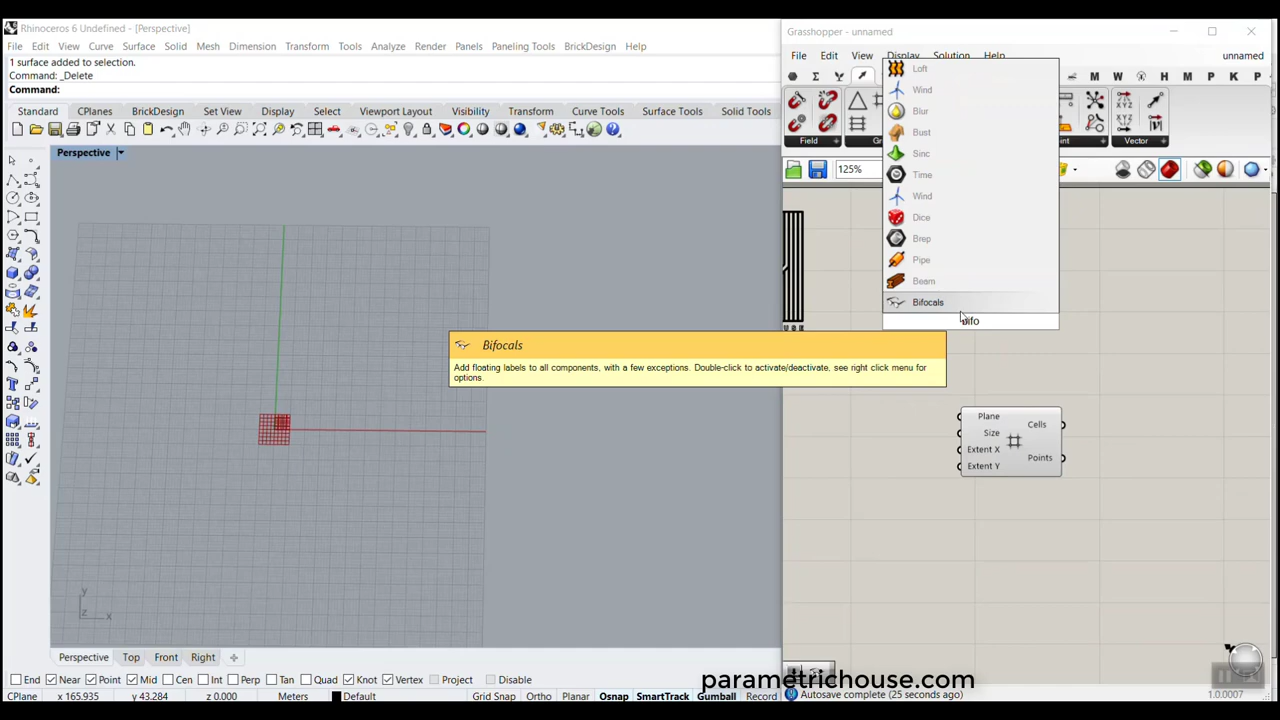 Rhinoceros 6 Undefined - [Perspective]
File Edit View Curve Surface Solid Mesh Dimension Transform Tools Analyze Render Panels Paneling Tools BrickDesign Help
1 surface added to selection.
Command: _Delete
Command:
Standard CPlanes BrickDesign Set View Display Select Viewport Layout Visibility Transform Curve Tools Surface Tools Solid Tools
Perspective
y
z x
Perspective Top Front Right
End Near Point Mid Cen Int Perp Tan Quad Knot Vertex Project Disable
CPlane x 165.935 y 43.284 z 0.000 Meters Default Grid Snap Ortho Planar Osnap SmartTrack Gumball Record
Grasshopper - unnamed
File Edit View Display Solution Help unnamed
M W H M P K P
Field Vector
125%
Loft
Wind
Blur
Bust
Sinc
Time
Wind
Dice
Brep
Pipe
Beam
Bifocals
bifo
Bifocals
Add floating labels to all components, with a few exceptions. Double-click to activate/deactivate, see right click menu for
options.
Plane
Size
Extent X
Extent Y
Cells
Points
parametrichouse.com
Autosave complete (25 seconds ago)
1.0.0007